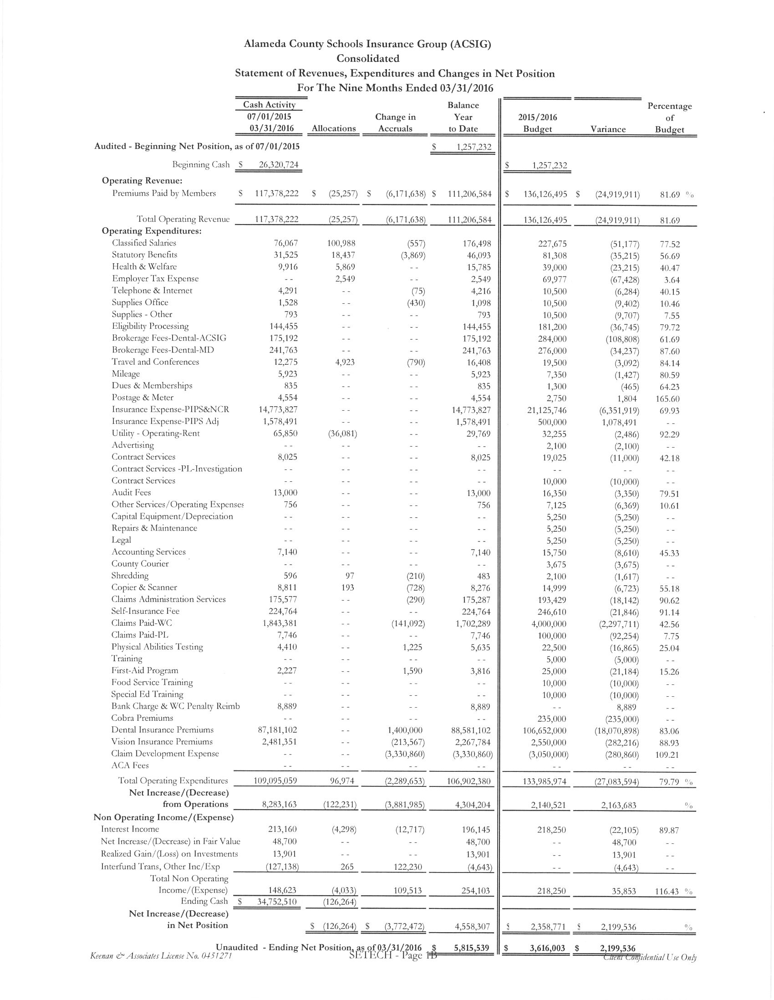 Alameda County Schools Insurance Group (ACSIG)
Consolidated
Statement of Revenues, Expenditures and Changes in Net Position
For The Nine Months Ended 03/31/2016
Cash Activity Balance Percentage
07/01/2015 Change in Year 2015/2016 of
03/31/2016 Allocations Accruals to Date Budget Variance Budget
Audited - Beginning Net Position, as of 07/01/2015 $ 1,257,232
Beginning Cash $ 26,320,724 $ 1,257,232
Operating Revenue:
Premiums Paid by Members $ 117,378,222 $ (25,257) $ (6,171,638) $ 111,206,584 $ 136,126,495 $ (24,919,911) 81.69 %
Total Operating Revenue 117,378,222 (25,257) (6,171,638) 111,206,584 136,126,495 (24,919,911) 81.69
Operating Expenditures:
Classified Salaries 76,067 100,988 (557) 176,498 227,675 (51,177) 77.52
Statutory Benefits 31,525 18,437 (3,869) 46,093 81,308 (35,215) 56.69
Health & Welfare 9,916 5,869 - - 15,785 39,000 (23,215) 40.47
Employer Tax Expense - - 2,549 - - 2,549 69,977 (67,428) 3.64
Telephone & Internet 4,291 - - (75) 4,216 10,500 (6,284) 40.15
Supplies Office 1,528 - - (430) 1,098 10,500 (9,402) 10.46
Supplies - Other 793 - - - - 793 10,500 (9,707) 7.55
Eligibility Processing 144,455 - - - - 144,455 181,200 (36,745) 79.72
Brokerage Fees-Dental-ACSIG 175,192 - - - - 175,192 284,000 (108,808) 61.69
Brokerage Fees-Dental-MD 241,763 - - - - 241,763 276,000 (34,237) 87.60
Travel and Conferences 12,275 4,923 (790) 16,408 19,500 (3,092) 84.14
Mileage 5,923 - - - - 5,923 7,350 (1,427) 80.59
Dues & Memberships 835 - - - - 835 1,300 (465) 64.23
Postage & Meter 4,554 - - - - 4,554 2,750 1,804 165.60
Insurance Expense-PIPS&NCR 14,773,827 - - - - 14,773,827 21,125,746 (6,351,919) 69.93
Insurance Expense-PIPS Adj 1,578,491 - - - - 1,578,491 500,000 1,078,491 - -
Utility - Operating-Rent 65,850 (36,081) - - 29,769 32,255 (2,486) 92.29
Advertising - - - - - - - - 2,100 (2,100) - -
Contract Services 8,025 - - - - 8,025 19,025 (11,000) 42.18
Contract Services -PL-Investigation - - - - - - - - - - - - - -
Contract Services - - - - - - - - 10,000 (10,000) - -
Audit Fees 13,000 - - - - 13,000 16,350 (3,350) 79.51
Other Services/Operating Expenses 756 - - - - 756 7,125 (6,369) 10.61
Capital Equipment/Depreciation - - - - - - - - 5,250 (5,250) - -
Repairs & Maintenance - - - - - - - - 5,250 (5,250) - -
Legal - - - - - - - - 5,250 (5,250) - -
Accounting Services 7,140 - - - - 7,140 15,750 (8,610) 45.33
County Courier - - - - - - - - 3,675 (3,675) - -
Shredding 596 97 (210) 483 2,100 (1,617) - -
Copier & Scanner 8,811 193 (728) 8,276 14,999 (6,723) 55.18
Claims Administration Services 175,577 - - (290) 175,287 193,429 (18,142) 90.62
Self-Insurance Fee 224,764 - - - - 224,764 246,610 (21,846) 91.14
Claims Paid-WC 1,843,381 - - (141,092) 1,702,289 4,000,000 (2,297,711) 42.56
Claims Paid-PL 7,746 - - - - 7,746 100,000 (92,254) 7.75
Physical Abilities Testing 4,410 - - 1,225 5,635 22,500 (16,865) 25.04
Training - - - - - - - - 5,000 (5,000) - -
First-Aid Program 2,227 - - 1,590 3,816 25,000 (21,184) 15.26
Food Service Training - - - - - - - - 10,000 (10,000) - -
Special Ed Training - - - - - - - - 10,000 (10,000) - -
Bank Charge & WC Penalty Reimb 8,889 - - - - 8,889 - - 8,889 - -
Cobra Premiums - - - - - - - - 235,000 (235,000) - -
Dental Insurance Premiums 87,181,102 - - 1,400,000 88,581,102 106,652,000 (18,070,898) 83.06
Vision Insurance Premiums 2,481,351 - - (213,567) 2,267,784 2,550,000 (282,216) 88.93
Claim Development Expense - - - - (3,330,860) (3,330,860) (3,050,000) (280,860) 109.21
ACA Fees - - - - - - - - - - - - - -
Total Operating Expenditures 109,095,059 96,974 (2,289,653) 106,902,380 133,985,974 (27,083,594) 79.79 %
Net Increase/(Decrease)
from Operations 8,283,163 (122,231) (3,881,985) 4,304,204 2,140,521 2,163,683 %
Non Operating Income/(Expense)
Interest Income 213,160 (4,298) (12,717) 196,145 218,250 (22,105) 89.87
Net Increase/(Decrease) in Fair Value 48,700 - - - - 48,700 - - 48,700 - -
Realized Gain/(Loss) on Investments 13,901 - - - - 13,901 - - 13,901 - -
Interfund Trans, Other Inc/Exp (127,138) 265 122,230 (4,643) - - (4,643) - -
Total Non Operating
Income/(Expense) 148,623 (4,033) 109,513 254,103 218,250 35,853 116.43 %
Ending Cash $ 34,752,510 (126,264)
Net Increase/(Decrease)
in Net Position $ (126,264) $ (3,772,472) 4,558,307 $ 2,358,771 $ 2,199,536 %
Unaudited - Ending Net Position, as of 03/31/2016 $ 5,815,539 $ 3,616,003 $ 2,199,536
Keenan & Associates License No. 0451271 SETECH - Page 1B Client Confidential Use Only